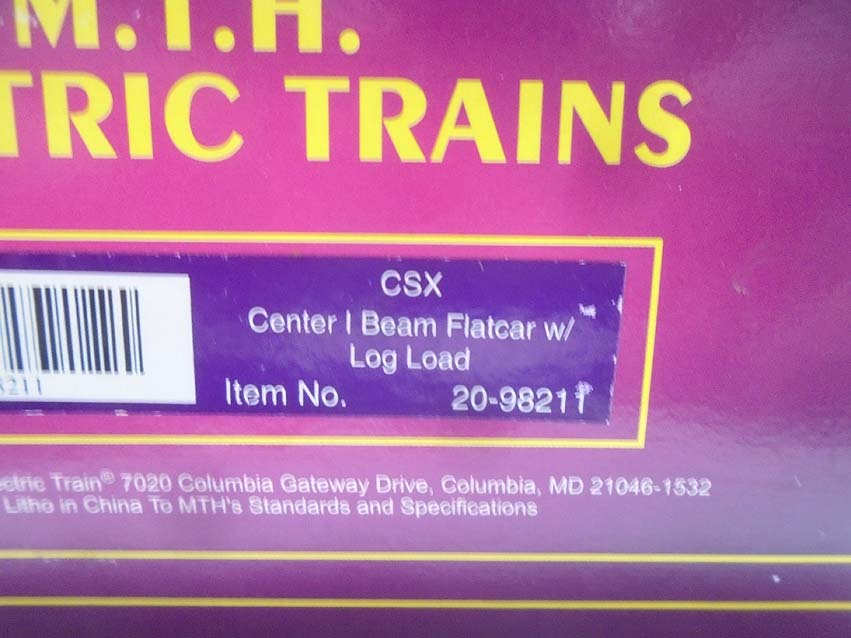 M.T.H.
TRIC TRAINS
CSX
Center I Beam Flatcar w/
Log Load
Item No. 20-98211
8211
ctric Train® 7020 Columbia Gateway Drive, Columbia, MD 21046-1532
Litho in China To MTH's Standards and Specifications